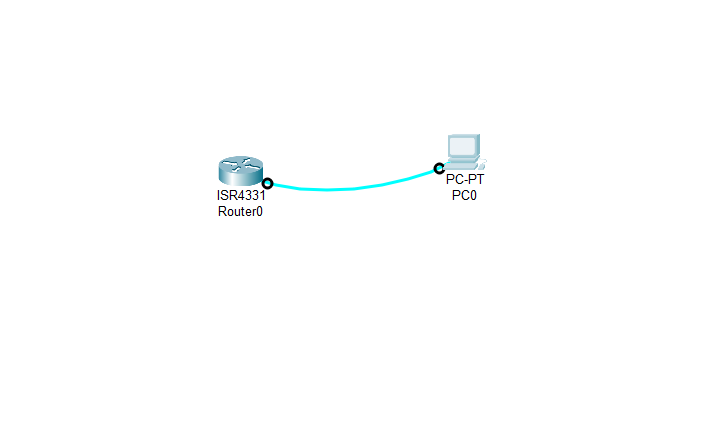 ISR4331
Router0
PC-PT
PC0